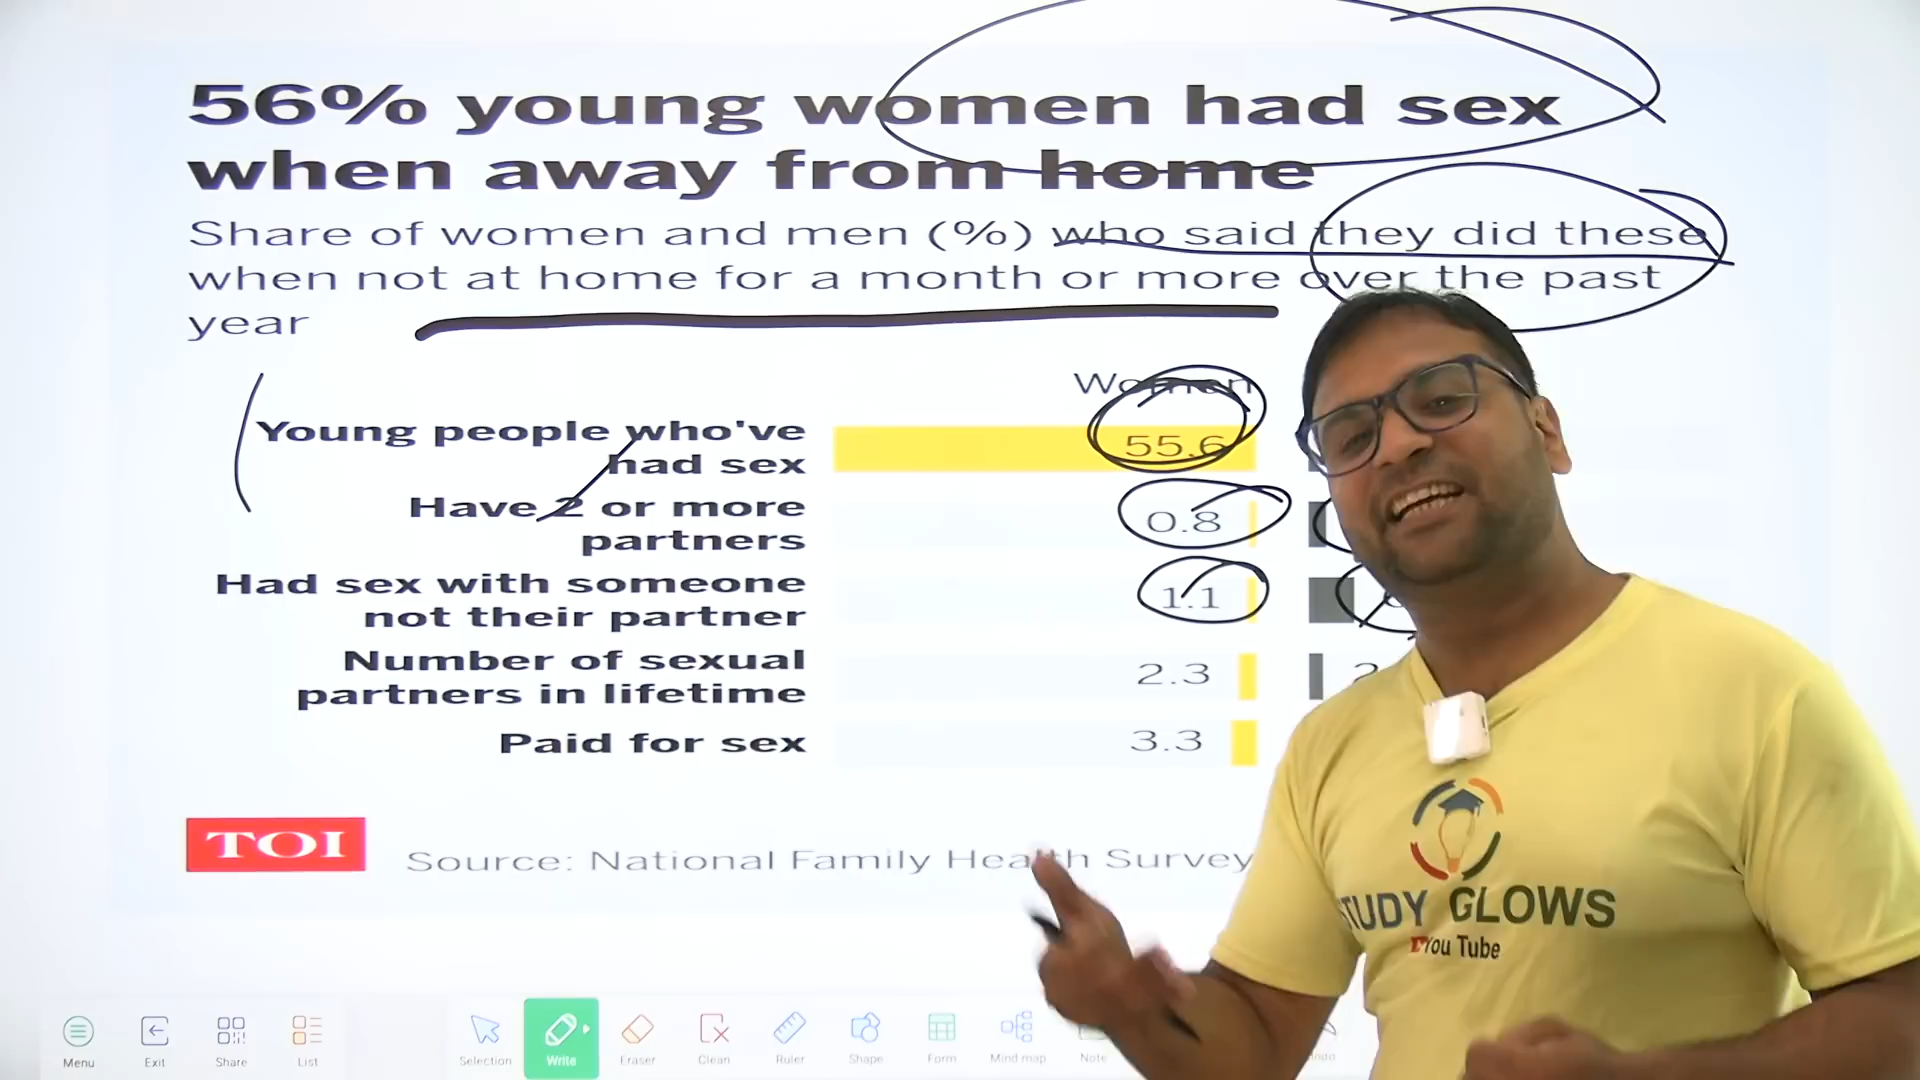 56% young women had sex
when away from home
Share of women and men (%) who said they did these
when not at home for a month or more over the past
year
Women
Young people who've
had sex
55.6
Have 2 or more
partners
0.8
Had sex with someone
not their partner
1.1
Number of sexual
partners in lifetime
2.3
2
Paid for sex
3.3
TOI
Source: National Family Health Survey
STUDY GLOWS
You Tube
Menu
Exit
Share
List
Selection
Write
Eraser
Clean
Ruler
Shape
Form
Mind map
Note